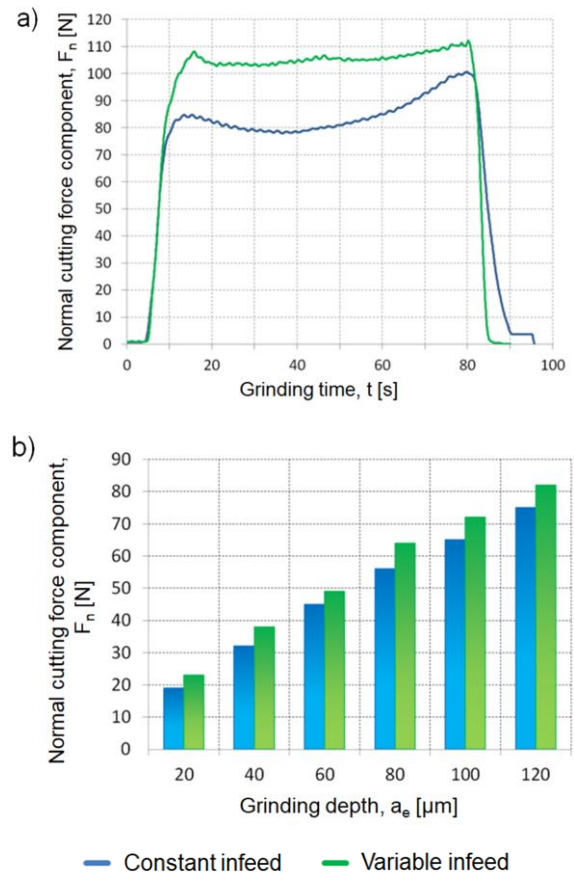 a)
Normal cutting force component, Fₙ [N]
120
110
100
90
80
70
60
50
40
30
20
10
0
0 20 40 60 80 100
Grinding time, t [s]
b)
Normal cutting force component,
Fₙ [N]
90
80
70
60
50
40
30
20
10
0
20 40 60 80 100 120
Grinding depth, aₑ [µm]
Constant infeed Variable infeed